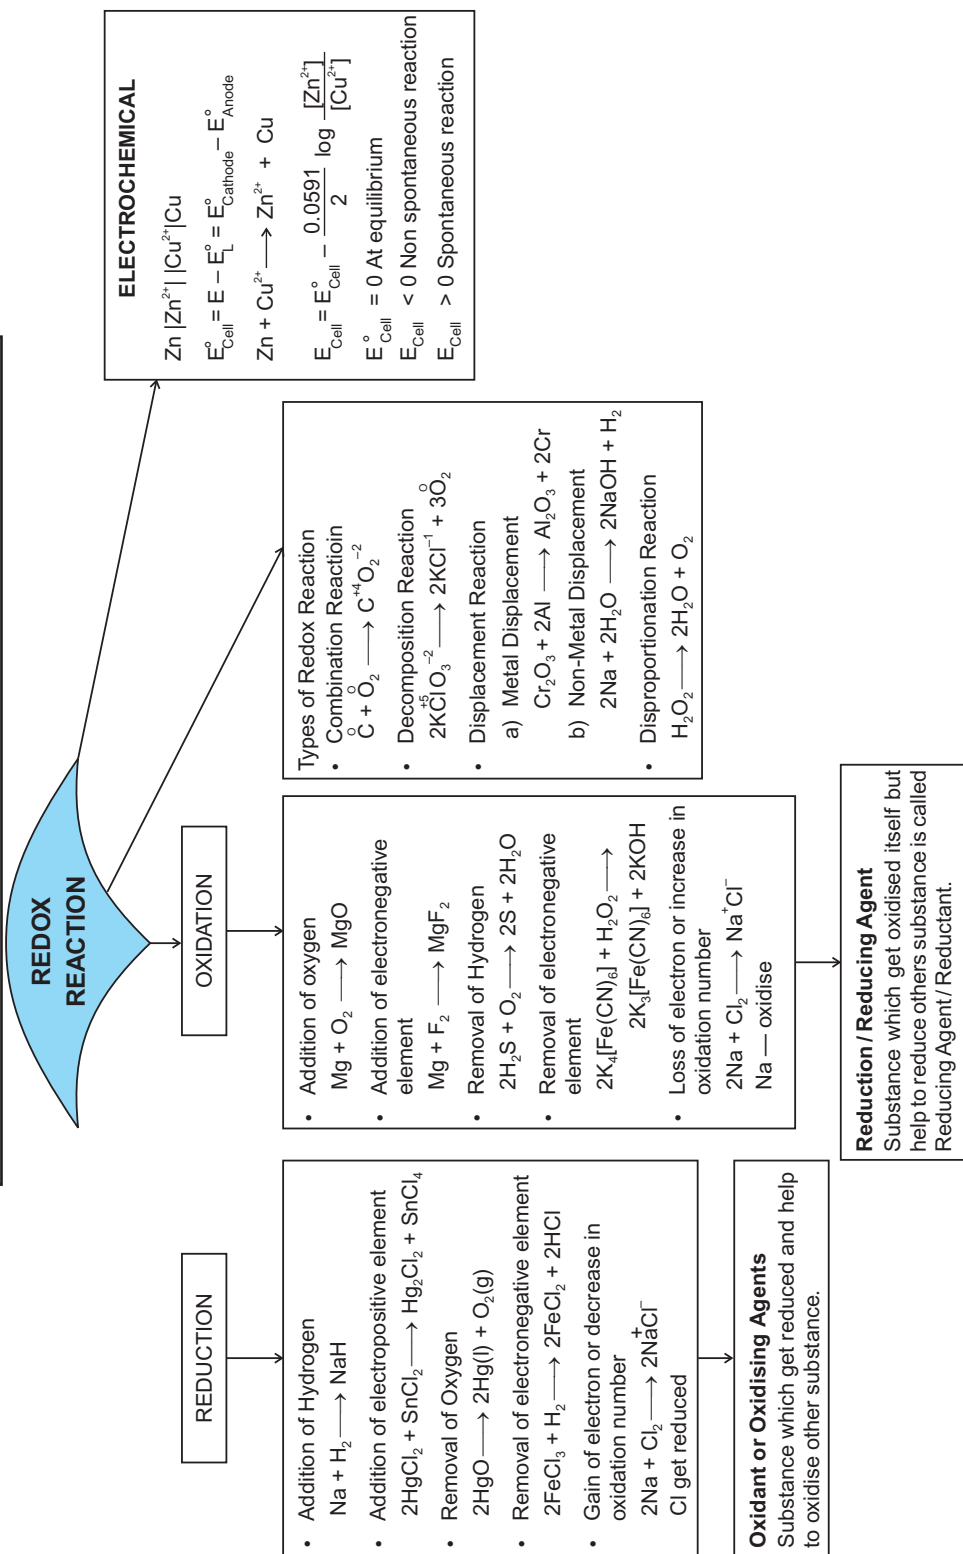 REDOX
REACTION
REDUCTION
• Addition of Hydrogen
Na + H₂ ⟶ NaH
• Addition of electropositive element
2HgCl₂ + SnCl₂ ⟶ Hg₂Cl₂ + SnCl₄
• Removal of Oxygen
2HgO ⟶ 2Hg(l) + O₂(g)
• Removal of electronegative element
2FeCl₃ + H₂ ⟶ 2FeCl₂ + 2HCl
• Gain of electron or decrease in
oxidation number
2Na + Cl₂ ⟶ 2Na⁺Cl⁻
Cl get reduced
Oxidant or Oxidising Agents
Substance which get reduced and help
to oxidise other substance.
OXIDATION
• Addition of oxygen
Mg + O₂ ⟶ MgO
• Addition of electronegative
element
Mg + F₂ ⟶ MgF₂
• Removal of Hydrogen
2H₂S + O₂ ⟶ 2S + 2H₂O
• Removal of electronegative
element
2K₄[Fe(CN)₆] + H₂O₂ ⟶
2K₃[Fe(CN)₆] + 2KOH
• Loss of electron or increase in
oxidation number
2Na + Cl₂ ⟶ Na⁺Cl⁻
Na — oxidise
Reduction / Reducing Agent
Substance which get oxidised itself but
help to reduce others substance is called
Reducing Agent / Reductant.
Types of Redox Reaction
• Combination Reactioin
C⁰ + O₂⁰ ⟶ C⁺⁴O₂⁻²
• Decomposition Reaction
2KCl⁺⁵O₃⁻² ⟶ 2KCl⁻¹ + 3O₂⁰
• Displacement Reaction
a) Metal Displacement
Cr₂O₃ + 2Al ⟶ Al₂O₃ + 2Cr
b) Non-Metal Displacement
2Na + 2H₂O ⟶ 2NaOH + H₂
• Disproportionation Reaction
H₂O₂ ⟶ 2H₂O + O₂
ELECTROCHEMICAL
Zn |Zn²⁺| |Cu²⁺|Cu
E°Cell = E – E°L = E°Cathode – E°Anode
Zn + Cu²⁺ ⟶ Zn²⁺ + Cu
ECell = E°Cell – 0.0591/2 log [Zn²⁺]/[Cu²⁺]
E°Cell = 0 At equilibrium
ECell < 0 Non spontaneous reaction
ECell > 0 Spontaneous reaction